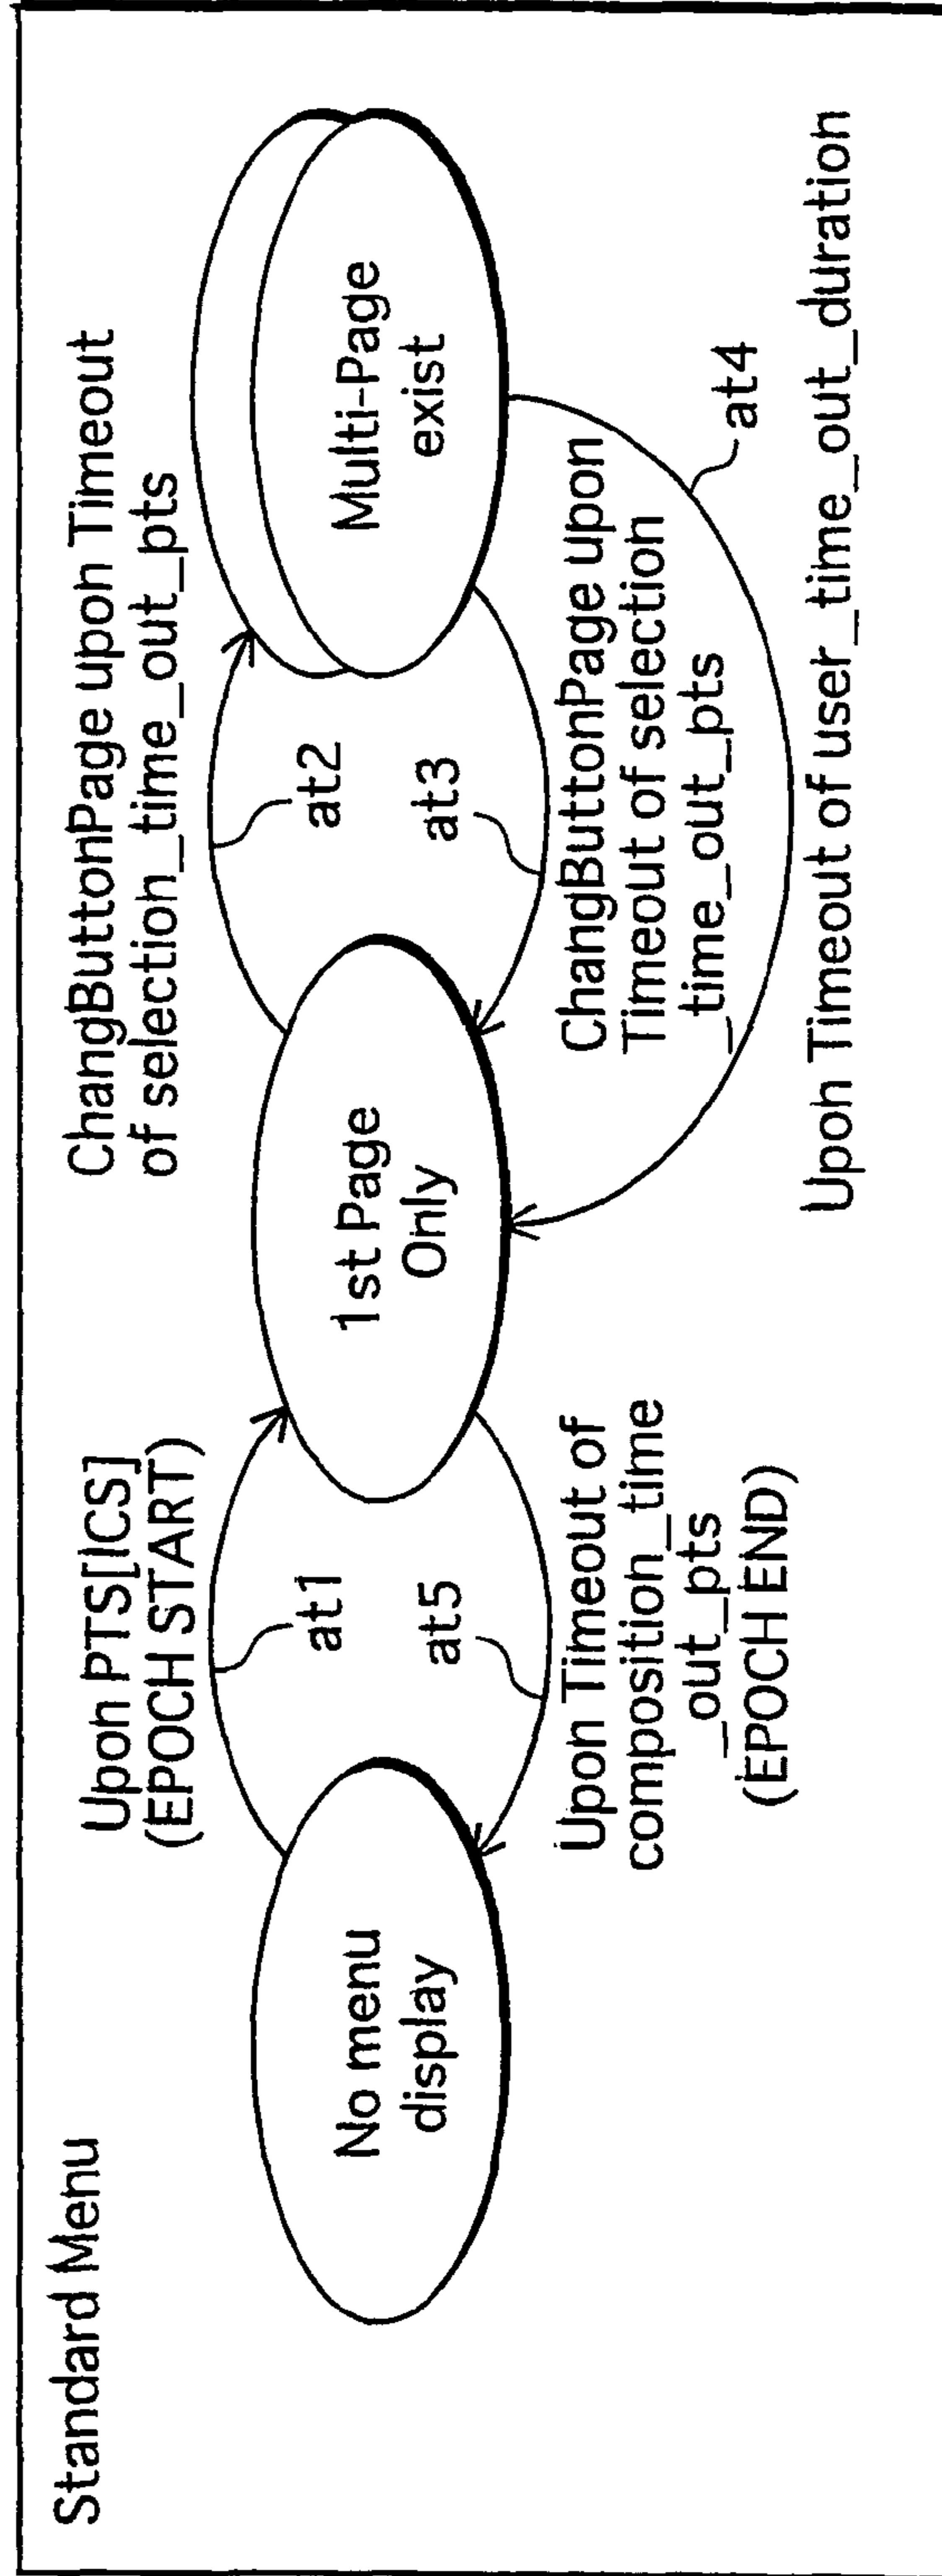 Standard Menu
Upon PTS[ICS]
(EPOCH START)
ChangButtonPage upon Timeout
of selection_time_out_pts
at1
at2
No menu
display
1st Page
Only
Multi-Page
exist
at5
at3
Upon Timeout of
composition_time
_out_pts
(EPOCH END)
ChangButtonPage upon
Timeout of selection
_time_out_pts
at4
Upon Timeout of user_time_out_duration